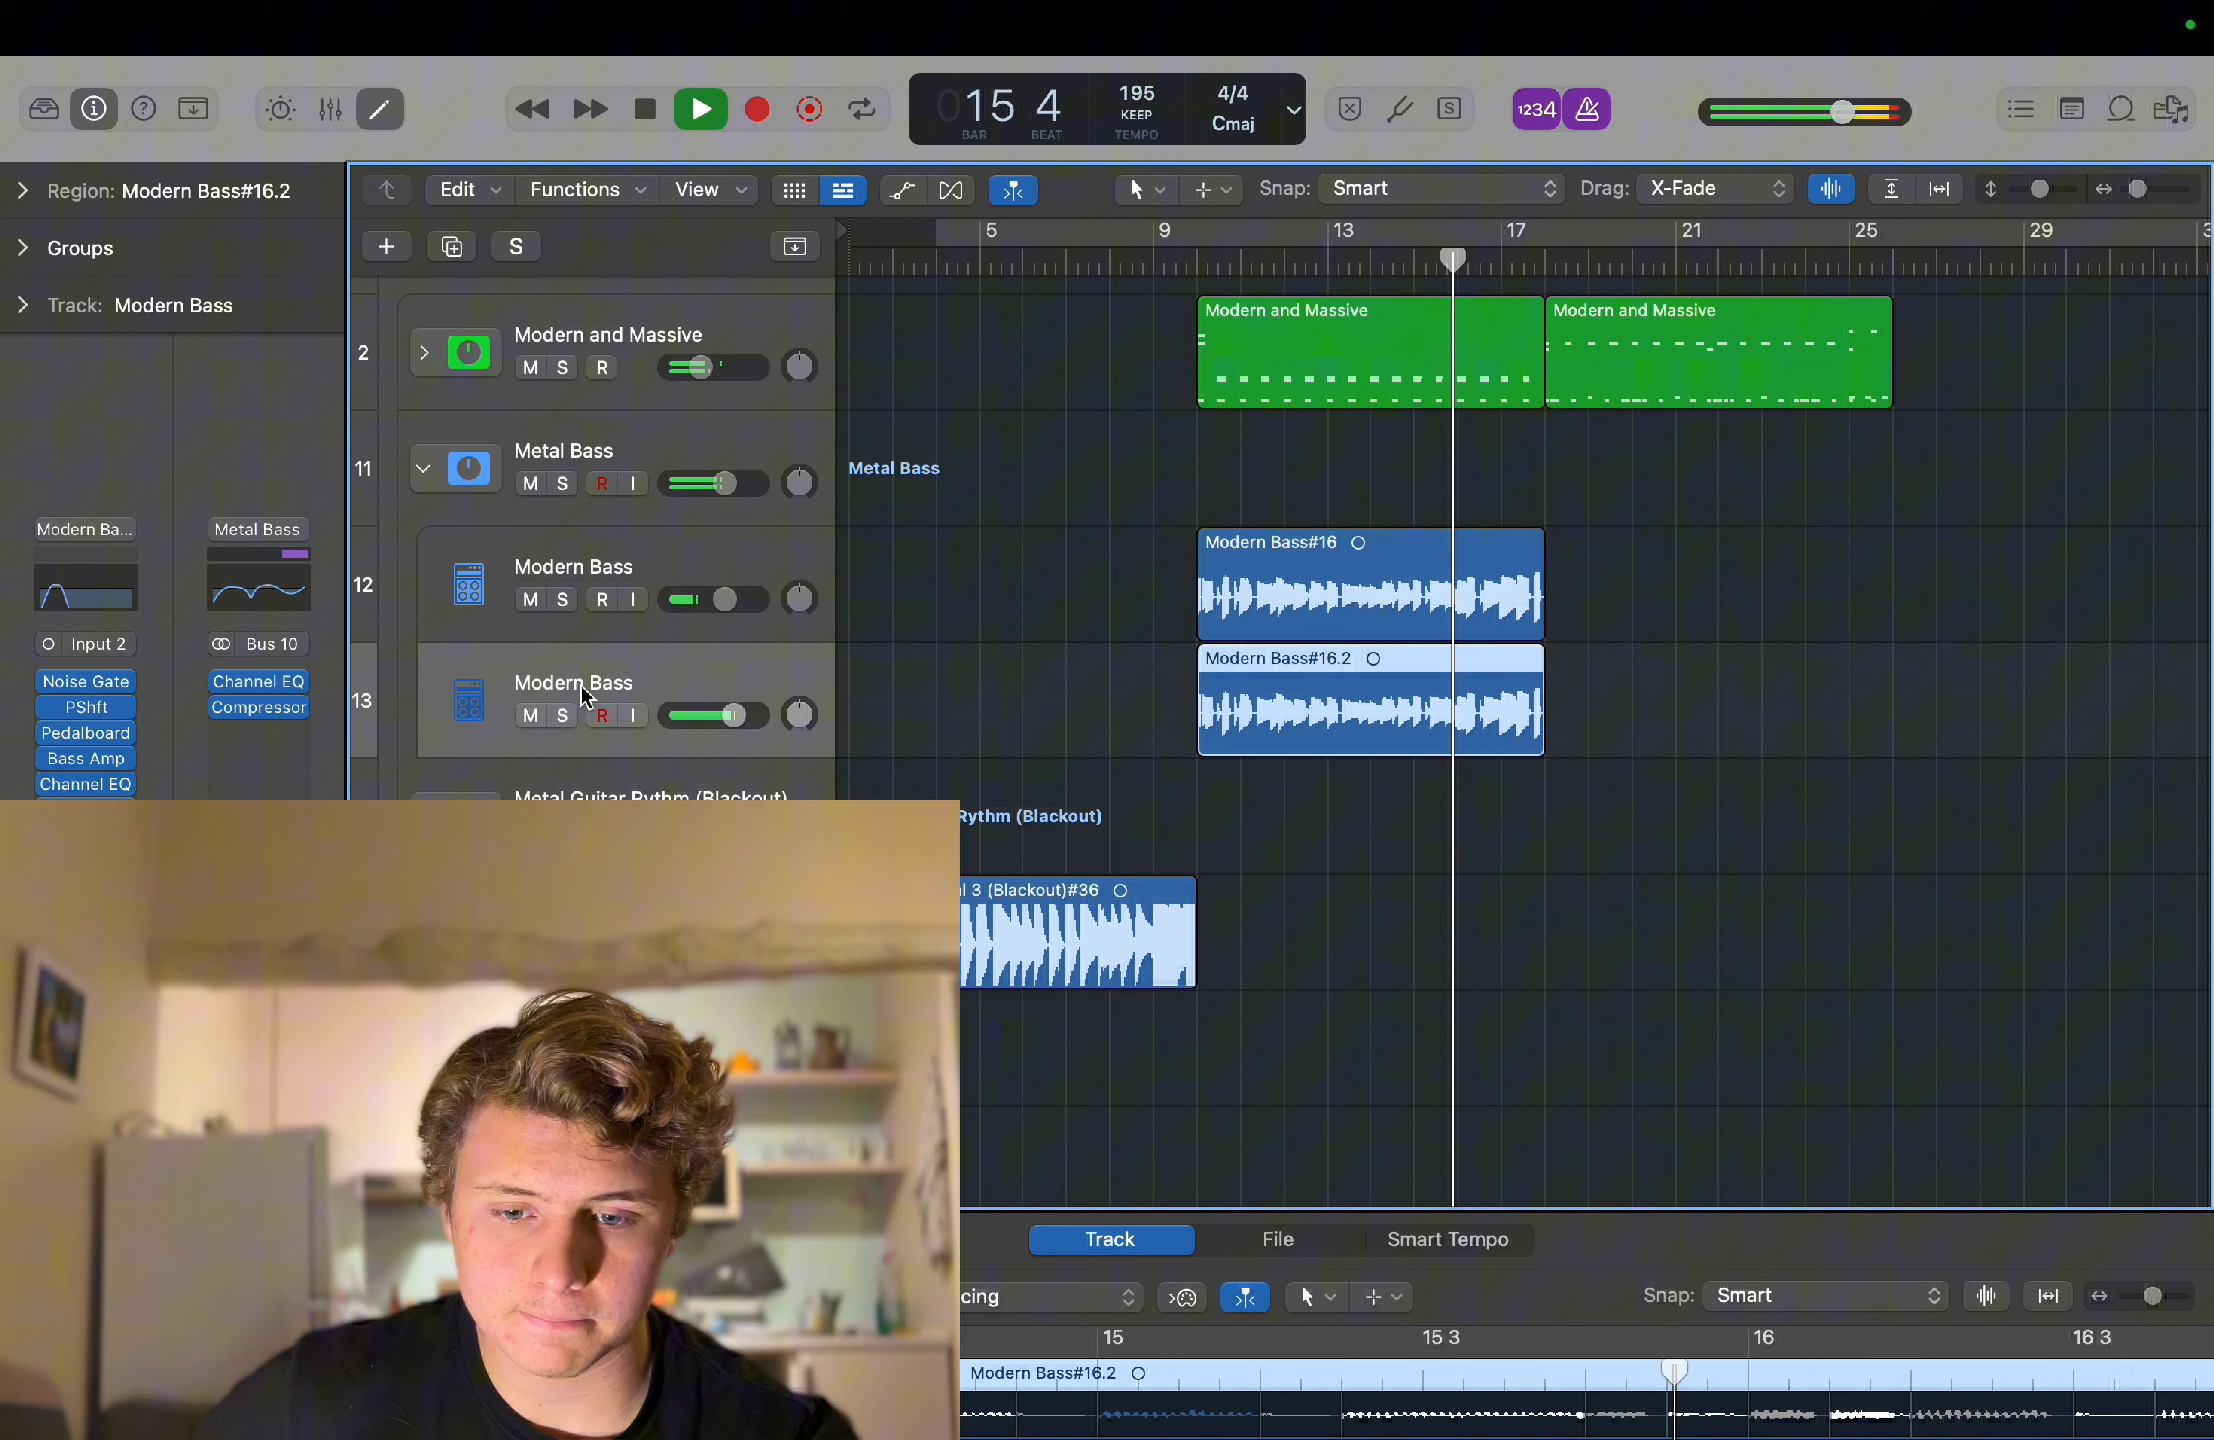 15 4
BAR BEAT
195
KEEP
TEMPO
4/4
Cmaj
S
1234
Region: Modern Bass#16.2
Groups
Track: Modern Bass
Edit
Functions
View
Snap: Smart
Drag: X-Fade
S
5 9 13 17 21 25 29
2
Modern and Massive
M S R
Modern and Massive
Modern and Massive
11
Metal Bass
M S R I
Metal Bass
12
Modern Bass
M S R I
Modern Bass#16
13
Modern Bass
M S R I
Modern Bass#16.2
Modern Ba...
Metal Bass
Input 2
Bus 10
Noise Gate
PShft
Pedalboard
Bass Amp
Channel EQ
Channel EQ
Compressor
Metal Guitar Rythm (Blackout)
Rythm (Blackout)
3 (Blackout)#36
Track
File
Smart Tempo
cing
Snap: Smart
15 15 3 16 16 3
Modern Bass#16.2